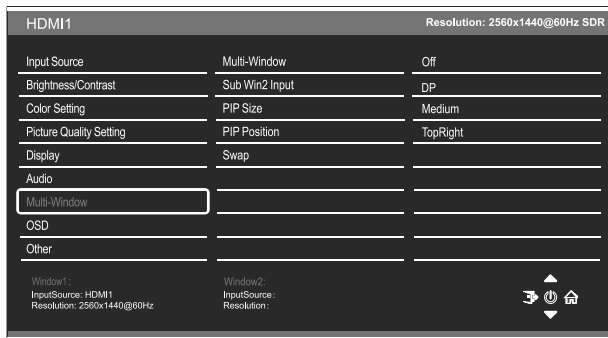 HDMI1 Resolution: 2560x1440@60Hz SDR
Input Source Multi-Window Off
Brightness/Contrast Sub Win2 Input DP
Color Setting PIP Size Medium
Picture Quality Setting PIP Position TopRight
Display Swap
Audio
Multi-Window
OSD
Other
Window1: Window2:
InputSource: HDMI1 InputSource:
Resolution: 2560x1440@60Hz Resolution: